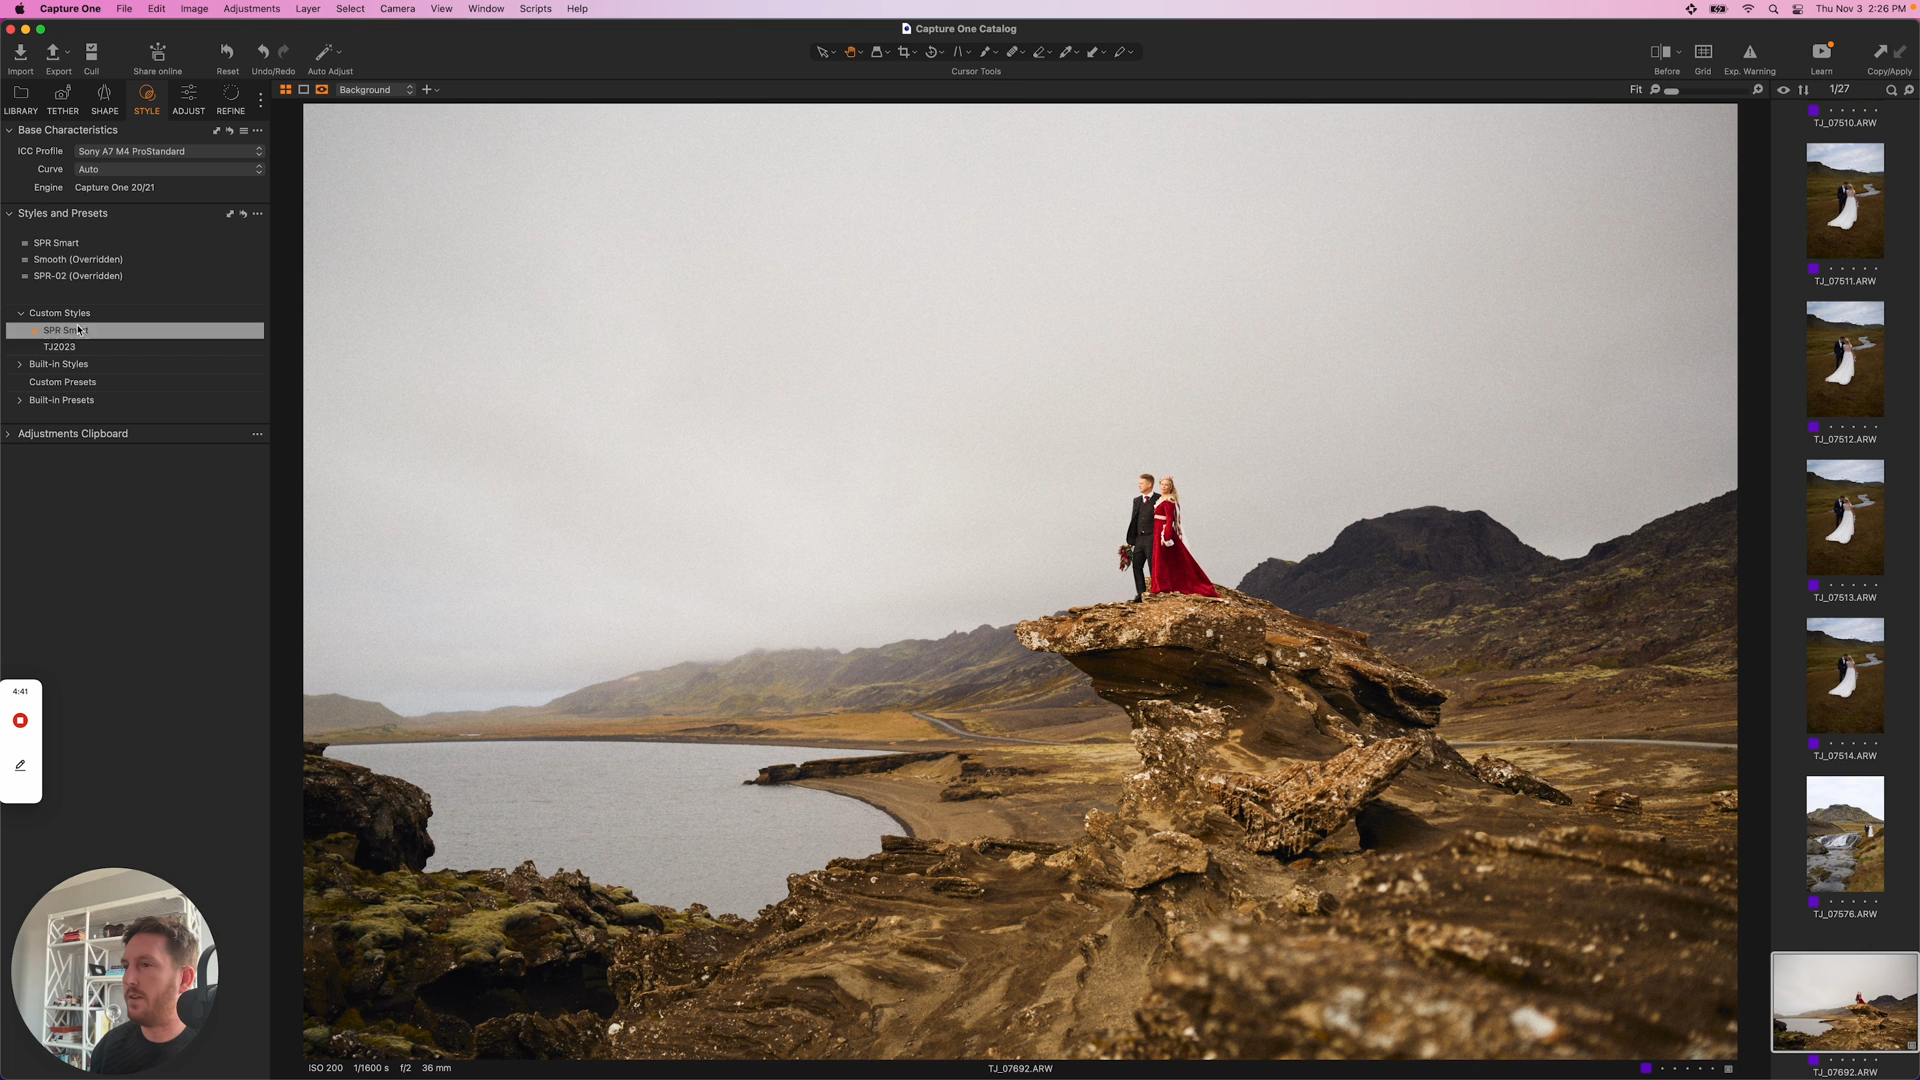 Capture One File Edit Image Adjustments Layer Select Camera View Window Scripts Help Thu Nov 3 2:26 PM
Capture One Catalog
Import Export Cull Share online Reset Undo/Redo Auto Adjust Cursor Tools Before Grid Exp. Warning Learn Copy/Apply
LIBRARY TETHER SHAPE STYLE ADJUST REFINE
Background Fit 1/27
Base Characteristics
ICC Profile Sony A7 M4 ProStandard
Curve Auto
Engine Capture One 20/21
Styles and Presets
SPR Smart
Smooth (Overridden)
SPR-02 (Overridden)
Custom Styles
SPR Smart
TJ2023
Built-in Styles
Custom Presets
Built-in Presets
Adjustments Clipboard
4:41
TJ_07510.ARW
TJ_07511.ARW
TJ_07512.ARW
TJ_07513.ARW
TJ_07514.ARW
TJ_07576.ARW
TJ_07692.ARW
ISO 200 1/1600 s f/2 36 mm TJ_07692.ARW